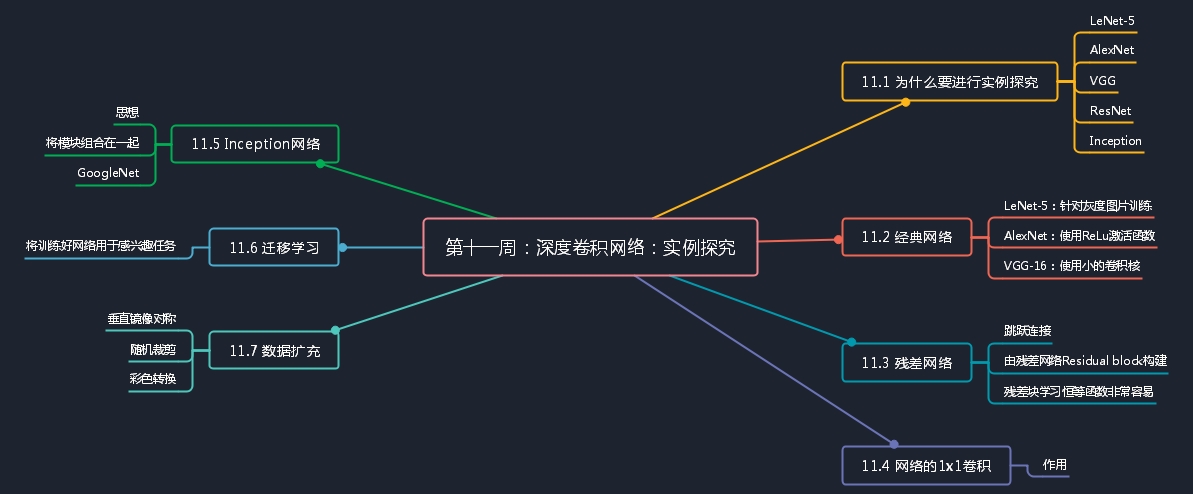 第十一周：深度卷积网络：实例探究
11.1 为什么要进行实例探究
LeNet-5
AlexNet
VGG
ResNet
Inception
11.2 经典网络
LeNet-5：针对灰度图片训练
AlexNet：使用ReLu激活函数
VGG-16：使用小的卷积核
11.3 残差网络
跳跃连接
由残差网络Residual block构建
残差块学习恒等函数非常容易
11.4 网络的1x1卷积
作用
11.5 Inception网络
思想
将模块组合在一起
GoogleNet
11.6 迁移学习
将训练好网络用于感兴趣任务
11.7 数据扩充
垂直镜像对称
随机裁剪
彩色转换